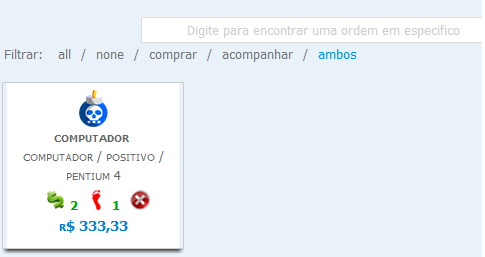 Digite para encontrar uma ordem em especifico
Filtrar: all / none / comprar / acompanhar / ambos
COMPUTADOR
COMPUTADOR / POSITIVO /
PENTIUM 4
2 1
R$ 333,33